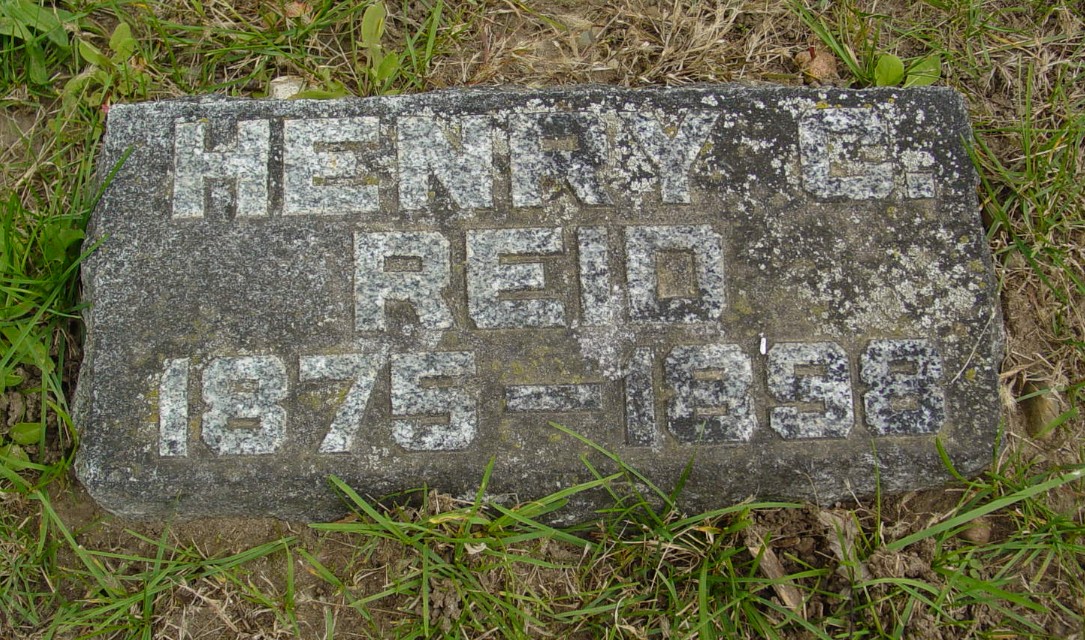 HENRY G.
REID
1875-1898